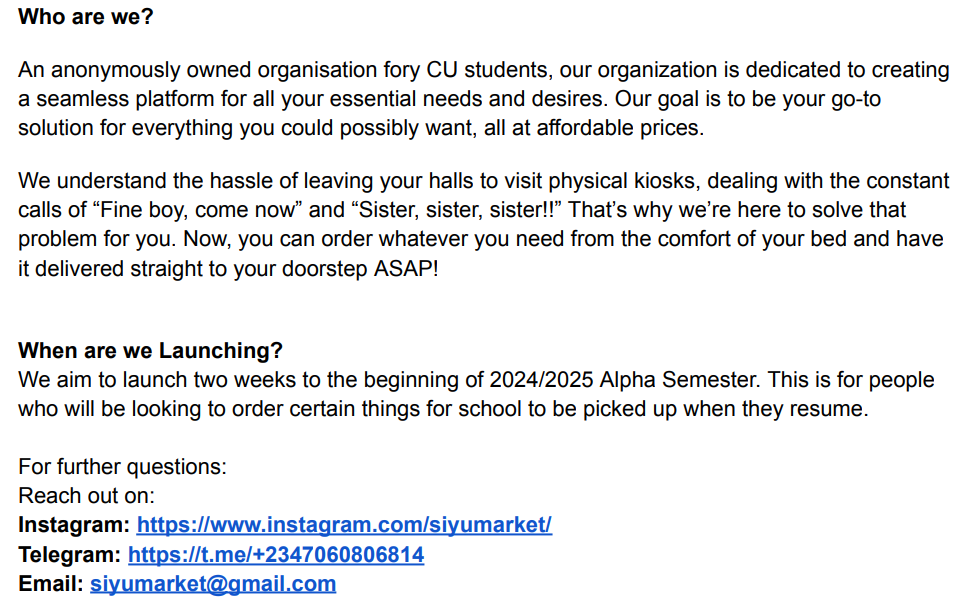 Who are we?
An anonymously owned organisation fory CU students, our organization is dedicated to creating
a seamless platform for all your essential needs and desires. Our goal is to be your go-to
solution for everything you could possibly want, all at affordable prices.
We understand the hassle of leaving your halls to visit physical kiosks, dealing with the constant
calls of “Fine boy, come now” and “Sister, sister, sister!!” That’s why we’re here to solve that
problem for you. Now, you can order whatever you need from the comfort of your bed and have
it delivered straight to your doorstep ASAP!
When are we Launching?
We aim to launch two weeks to the beginning of 2024/2025 Alpha Semester. This is for people
who will be looking to order certain things for school to be picked up when they resume.
For further questions:
Reach out on:
Instagram: https://www.instagram.com/siyumarket/
Telegram: https://t.me/+2347060806814
Email: siyumarket@gmail.com